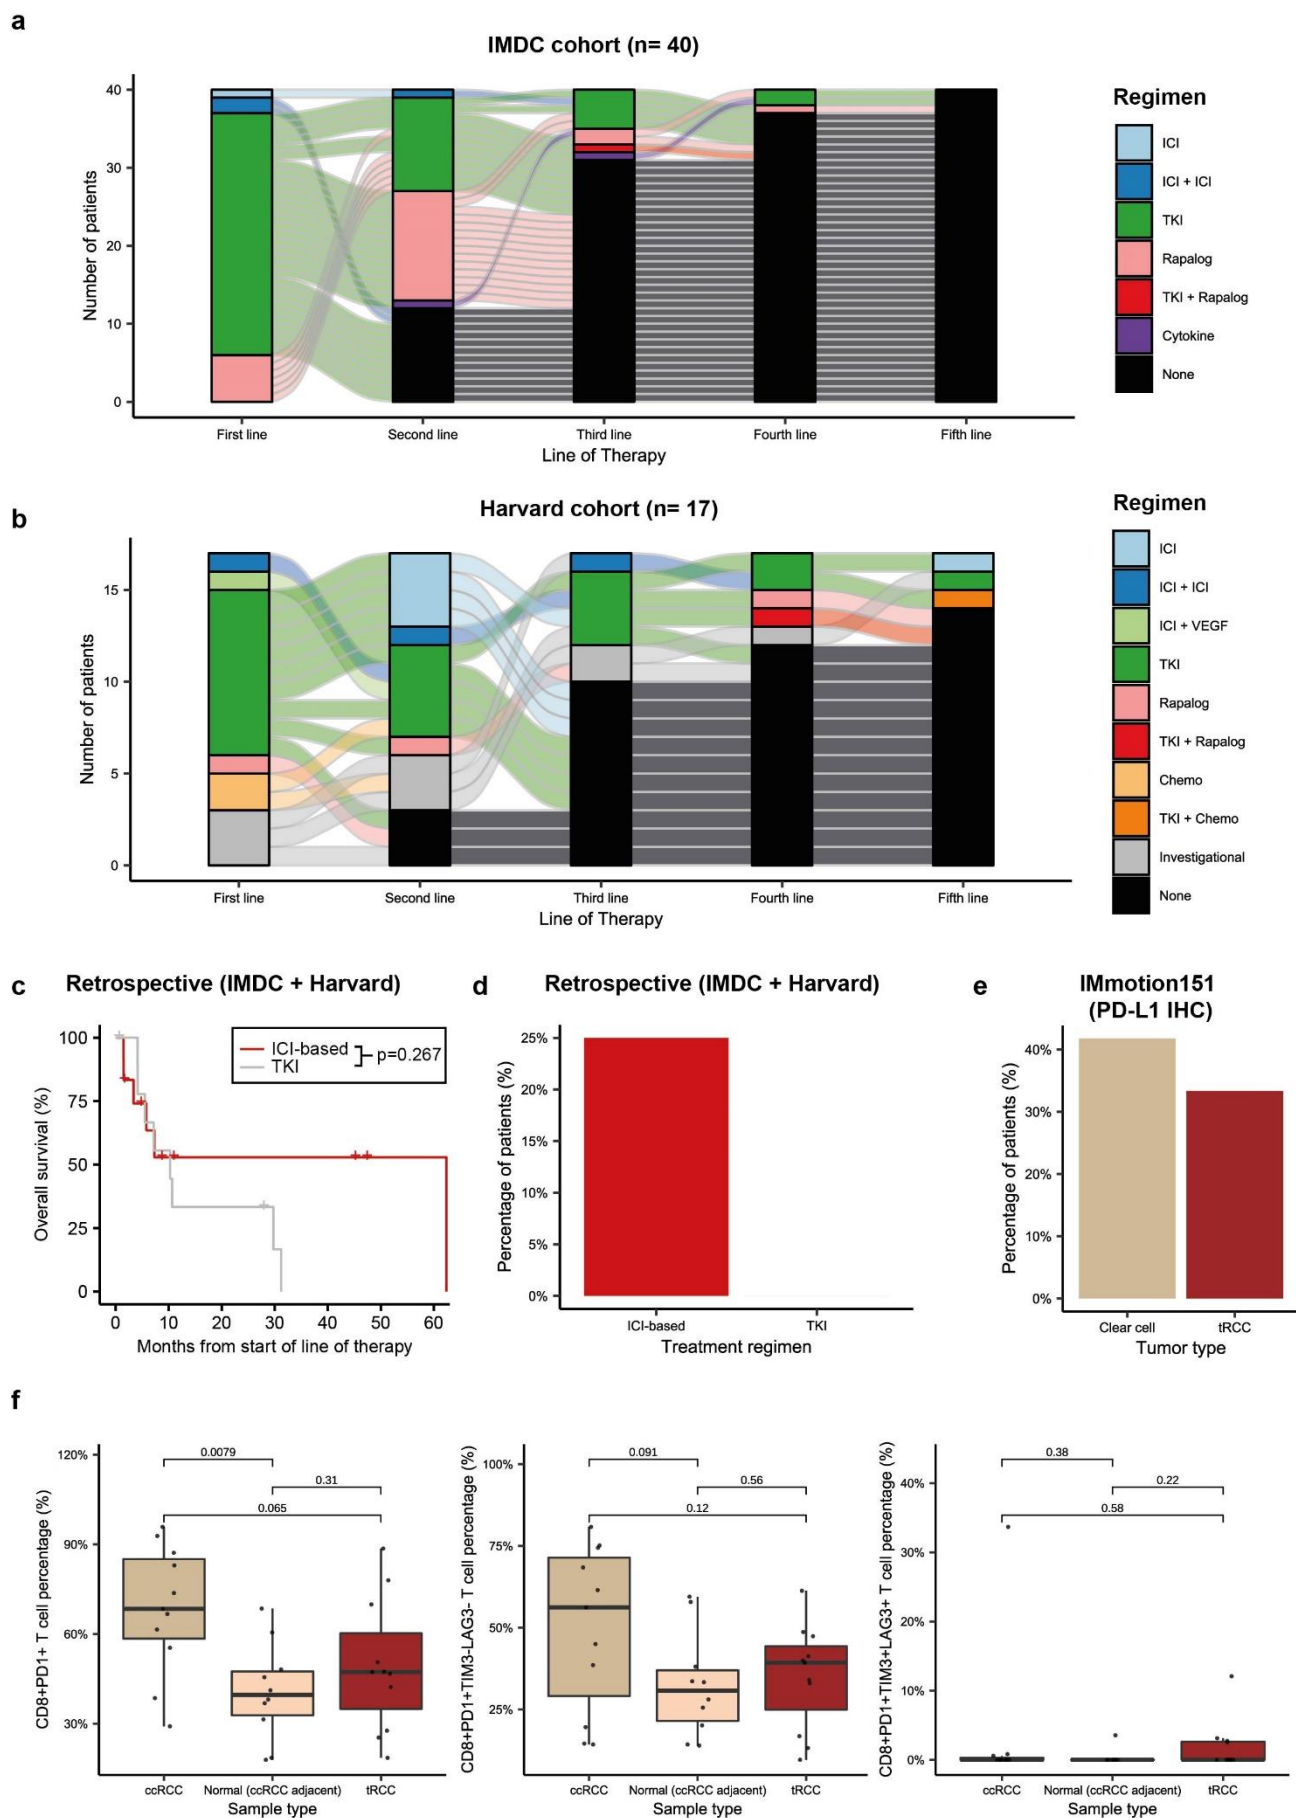 a
IMDC cohort (n= 40)
Number of patients
40
30
20
10
0
First line
Second line
Third line
Fourth line
Fifth line
Line of Therapy
Regimen
ICI
ICI + ICI
TKI
Rapalog
TKI + Rapalog
Cytokine
None
b
Harvard cohort (n= 17)
Number of patients
15
10
5
0
First line
Second line
Third line
Fourth line
Fifth line
Line of Therapy
Regimen
ICI
ICI + ICI
ICI + VEGF
TKI
Rapalog
TKI + Rapalog
Chemo
TKI + Chemo
Investigational
None
c
Retrospective (IMDC + Harvard)
Overall survival (%)
100
75
50
25
0
ICI-based
TKI
p=0.267
0
10
20
30
40
50
60
Months from start of line of therapy
d
Retrospective (IMDC + Harvard)
Percentage of patients (%)
25%
20%
15%
10%
5%
0%
ICI-based
TKI
Treatment regimen
e
IMmotion151
(PD-L1 IHC)
Percentage of patients (%)
40%
30%
20%
10%
0%
Clear cell
tRCC
Tumor type
f
CD8+PD1+ T cell percentage (%)
120%
90%
60%
30%
0.0079
0.31
0.065
ccRCC
Normal (ccRCC adjacent)
tRCC
Sample type
CD8+PD1+TIM3-LAG3- T cell percentage (%)
100%
75%
50%
25%
0.091
0.56
0.12
ccRCC
Normal (ccRCC adjacent)
tRCC
Sample type
CD8+PD1+TIM3+LAG3+ T cell percentage (%)
40%
30%
20%
10%
0%
0.38
0.22
0.58
ccRCC
Normal (ccRCC adjacent)
tRCC
Sample type